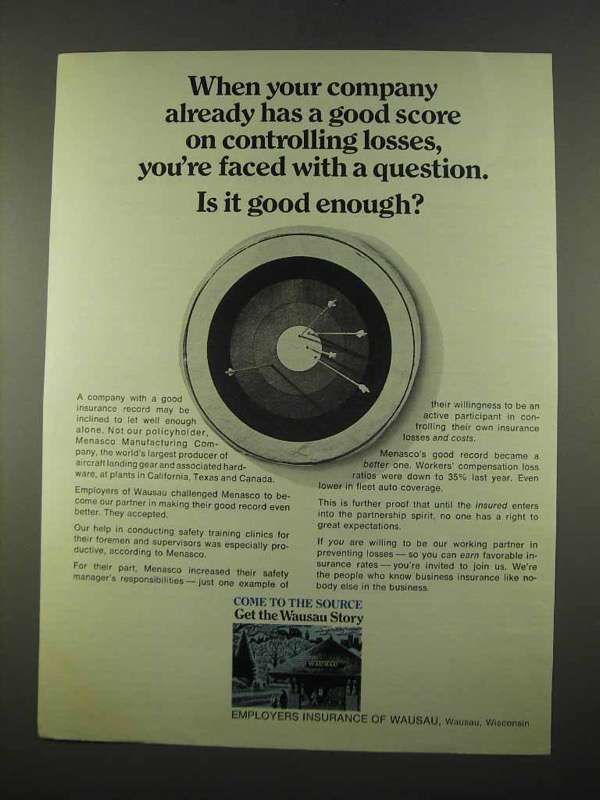 When your company
already has a good score
on controlling losses,
you're faced with a question.
Is it good enough?
A company with a good
insurance record may be
inclined to let well enough
alone. Not our policyholder,
Menasco Manufacturing Com-
pany, the world's largest producer of
aircraft landing gear and associated hard-
ware, at plants in California, Texas and Canada.
Employers of Wausau challenged Menasco to be-
come our partner in making their good record even
better. They accepted.
Our help in conducting safety training clinics for
their foremen and supervisors was especially pro-
ductive, according to Menasco.
For their part, Menasco increased their safety
manager's responsibilities — just one example of
their willingness to be an
active participant in con-
trolling their own insurance
losses and costs.
Menasco's good record became a
better one. Workers' compensation loss
ratios were down to 35% last year. Even
lower in fleet auto coverage.
This is further proof that until the insured enters
into the partnership spirit, no one has a right to
great expectations.
If you are willing to be our working partner in
preventing losses — so you can earn favorable in-
surance rates — you're invited to join us. We're
the people who know business insurance like no-
body else in the business.
COME TO THE SOURCE
Get the Wausau Story
WAUSAU
EMPLOYERS INSURANCE OF WAUSAU, Wausau, Wisconsin